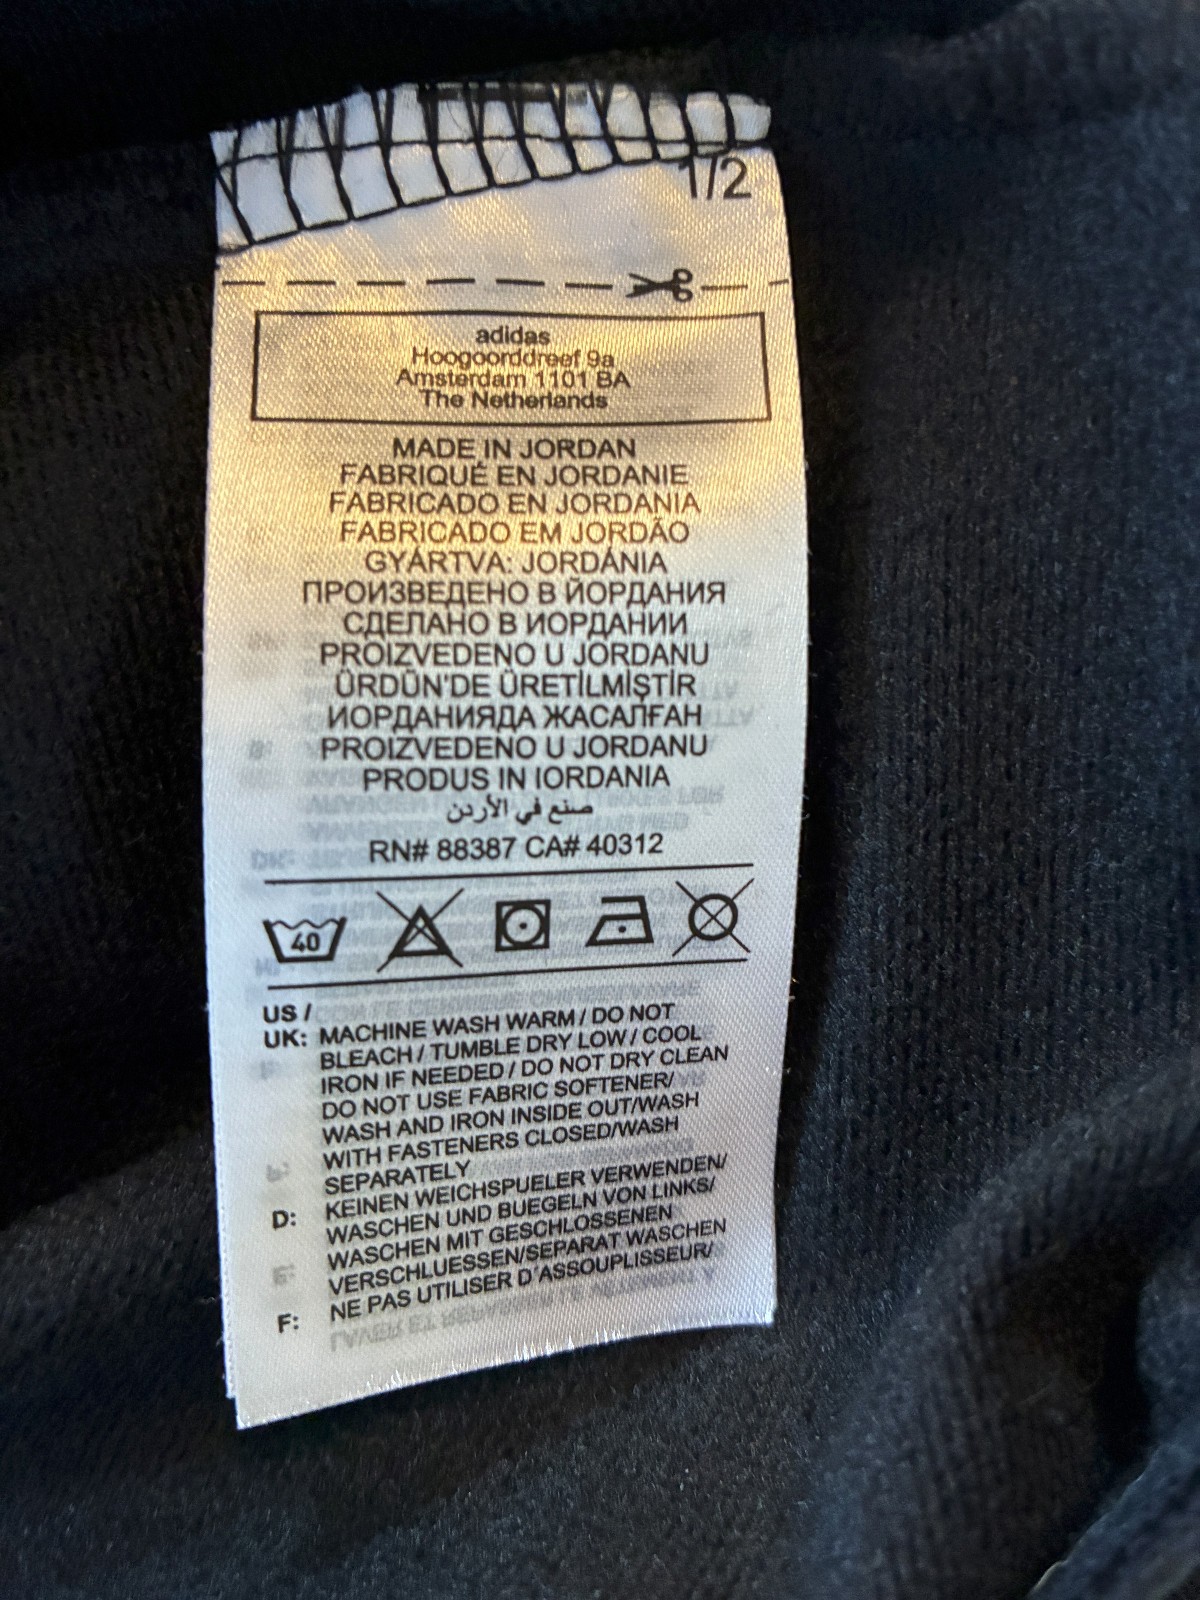 1/2
adidas
Hoogoorddreef 9a
Amsterdam 1101 BA
The Netherlands
MADE IN JORDAN
FABRIQUÉ EN JORDANIE
FABRICADO EN JORDANIA
FABRICADO EM JORDÃO
GYÁRTVA: JORDÁNIA
ПРОИЗВЕДЕНО В ЙОРДАНИЯ
СДЕЛАНО В ИОРДАНИИ
PROIZVEDENO U JORDANU
ÜRDÜN'DE ÜRETİLMİŞTİR
ИОРДАНИЯДА ЖАСАЛҒАН
PROIZVEDENO U JORDANU
PRODUS IN IORDANIA
صنع في الأردن
RN# 88387 CA# 40312
40
US /
UK: MACHINE WASH WARM / DO NOT
BLEACH / TUMBLE DRY LOW / COOL
IRON IF NEEDED / DO NOT DRY CLEAN
DO NOT USE FABRIC SOFTENER/
WASH AND IRON INSIDE OUT/WASH
WITH FASTENERS CLOSED/WASH
SEPARATELY
D: KEINEN WEICHSPUELER VERWENDEN/
WASCHEN UND BUEGELN VON LINKS/
WASCHEN MIT GESCHLOSSENEN
VERSCHLUESSEN/SEPARAT WASCHEN
F: NE PAS UTILISER D'ASSOUPLISSEUR/